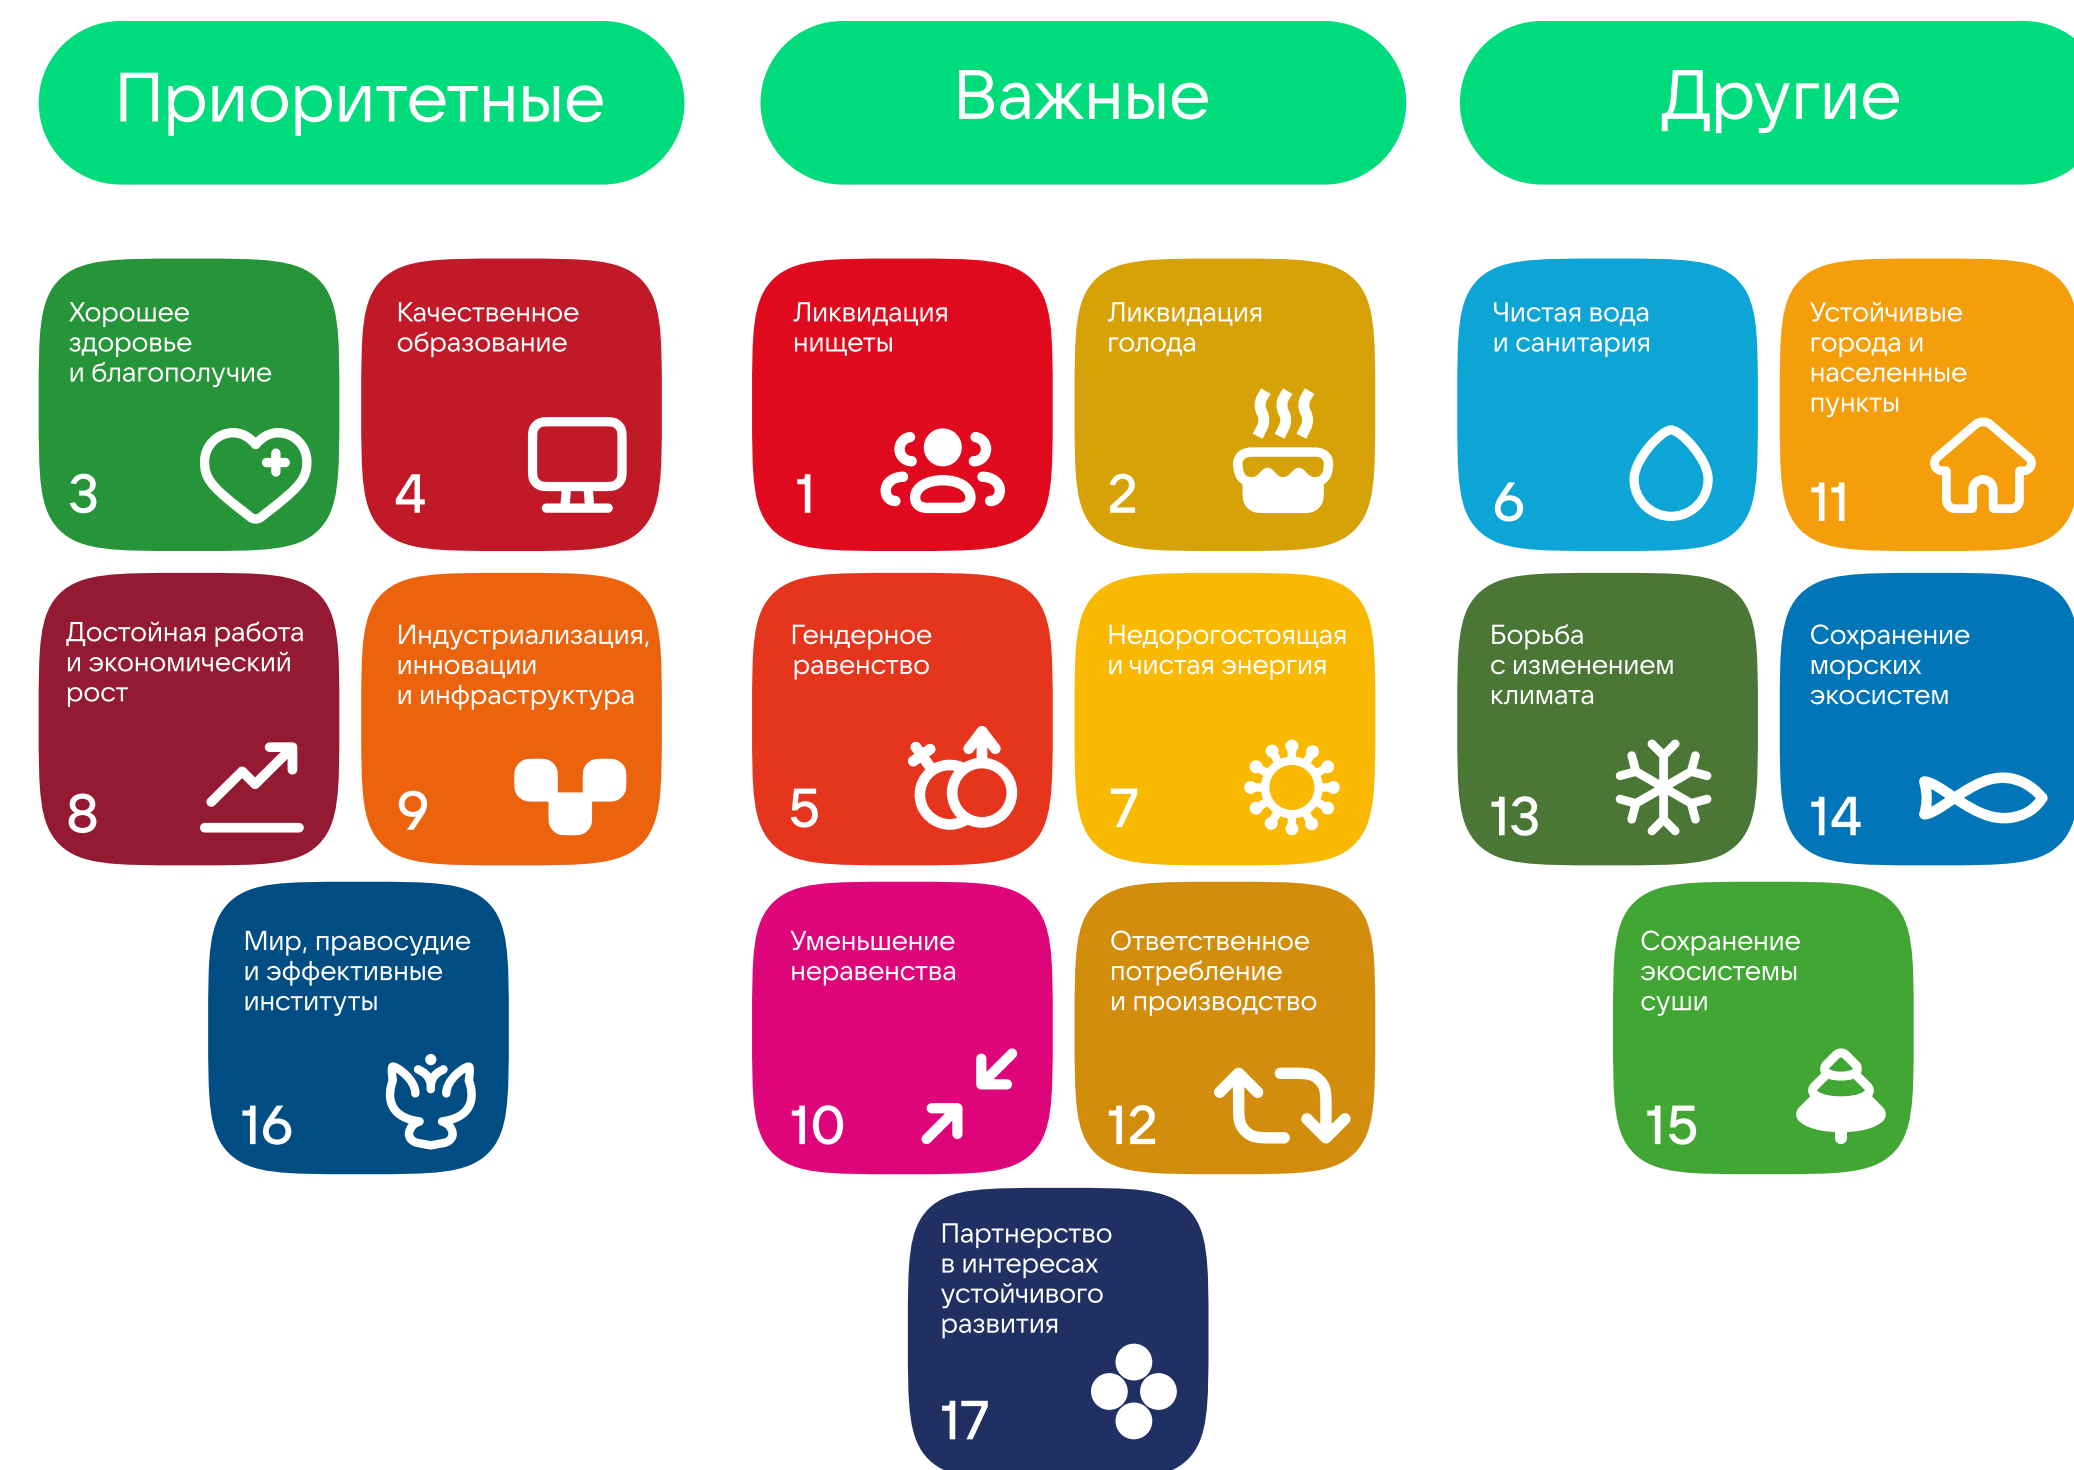 Приоритетные
Важные
Другие
Хорошее
здоровье
и благополучие
3
Качественное
образование
4
Ликвидация
нищеты
1
Ликвидация
голода
2
Чистая вода
и санитария
6
Устойчивые
города и
населенные
пункты
11
Достойная работа
и экономический
рост
8
Индустриализация,
инновации
и инфраструктура
9
Гендерное
равенство
5
Недорогостоящая
и чистая энергия
7
Борьба
с изменением
климата
13
Сохранение
морских
экосистем
14
Мир, правосудие
и эффективные
институты
16
Уменьшение
неравенства
10
Ответственное
потребление
и производство
12
Сохранение
экосистемы
суши
15
Партнерство
в интересах
устойчивого
развития
17